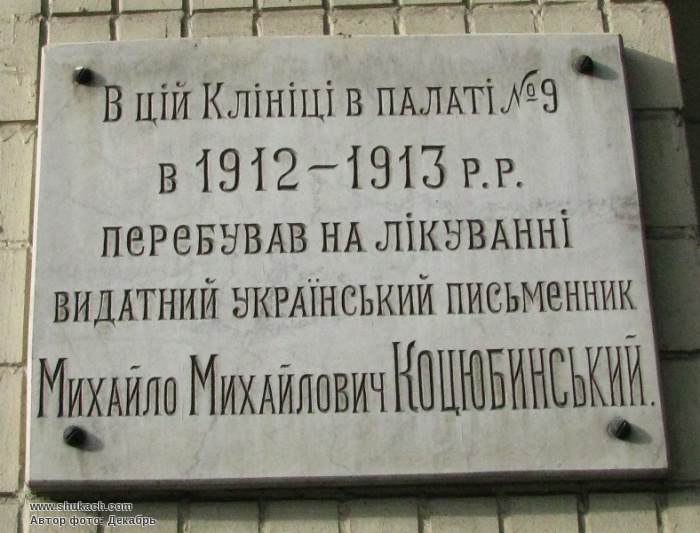 В цій Клініці в палаті №9
в 1912–1913 р.р.
перебував на лікуванні
видатний український письменник
Михайло Михайлович Коцюбинський.
www.shukach.com
Автор фото: Декабрь